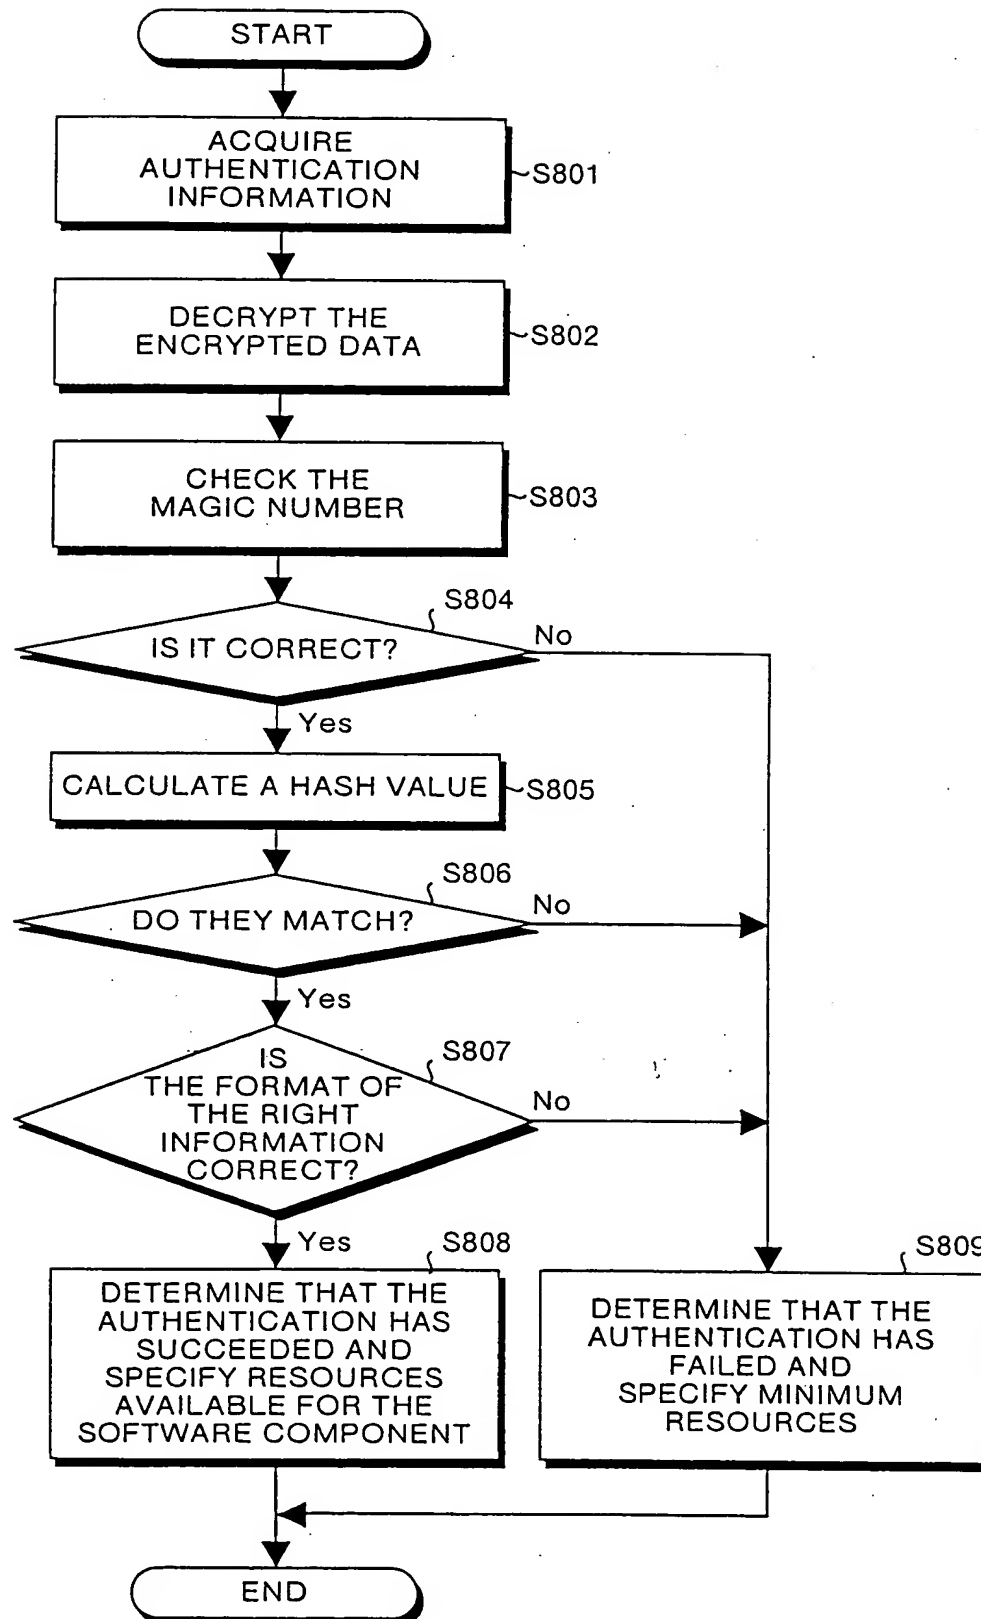 START
ACQUIRE
AUTHENTICATION
INFORMATION
S801
DECRYPT THE
ENCRYPTED DATA
S802
CHECK THE
MAGIC NUMBER
S803
S804
IS IT CORRECT?
No
Yes
CALCULATE A HASH VALUE
S805
S806
DO THEY MATCH?
No
Yes
S807
IS
THE FORMAT OF
THE RIGHT
INFORMATION
CORRECT?
No
Yes
S808
DETERMINE THAT THE
AUTHENTICATION HAS
SUCCEEDED AND
SPECIFY RESOURCES
AVAILABLE FOR THE
SOFTWARE COMPONENT
S809
DETERMINE THAT THE
AUTHENTICATION HAS
FAILED AND
SPECIFY MINIMUM
RESOURCES
END